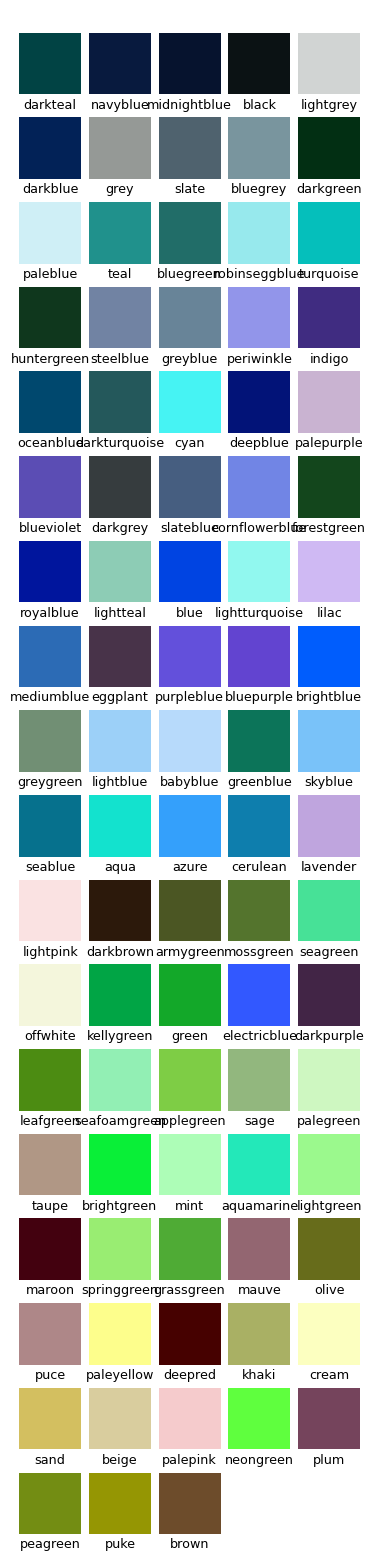 darkteal navyblue midnightblue black lightgrey
darkblue grey slate bluegrey darkgreen
paleblue teal bluegreen robinseggblue turquoise
huntergreen steelblue greyblue periwinkle indigo
oceanblue darkturquoise cyan deepblue palepurple
blueviolet darkgrey slateblue cornflowerblue forestgreen
royalblue lightteal blue lightturquoise lilac
mediumblue eggplant purpleblue bluepurple brightblue
greygreen lightblue babyblue greenblue skyblue
seablue aqua azure cerulean lavender
lightpink darkbrown armygreen mossgreen seagreen
offwhite kellygreen green electricblue darkpurple
leafgreen seafoamgreen applegreen sage palegreen
taupe brightgreen mint aquamarine lightgreen
maroon springgreen grassgreen mauve olive
puce paleyellow deepred khaki cream
sand beige palepink neongreen plum
peagreen puke brown